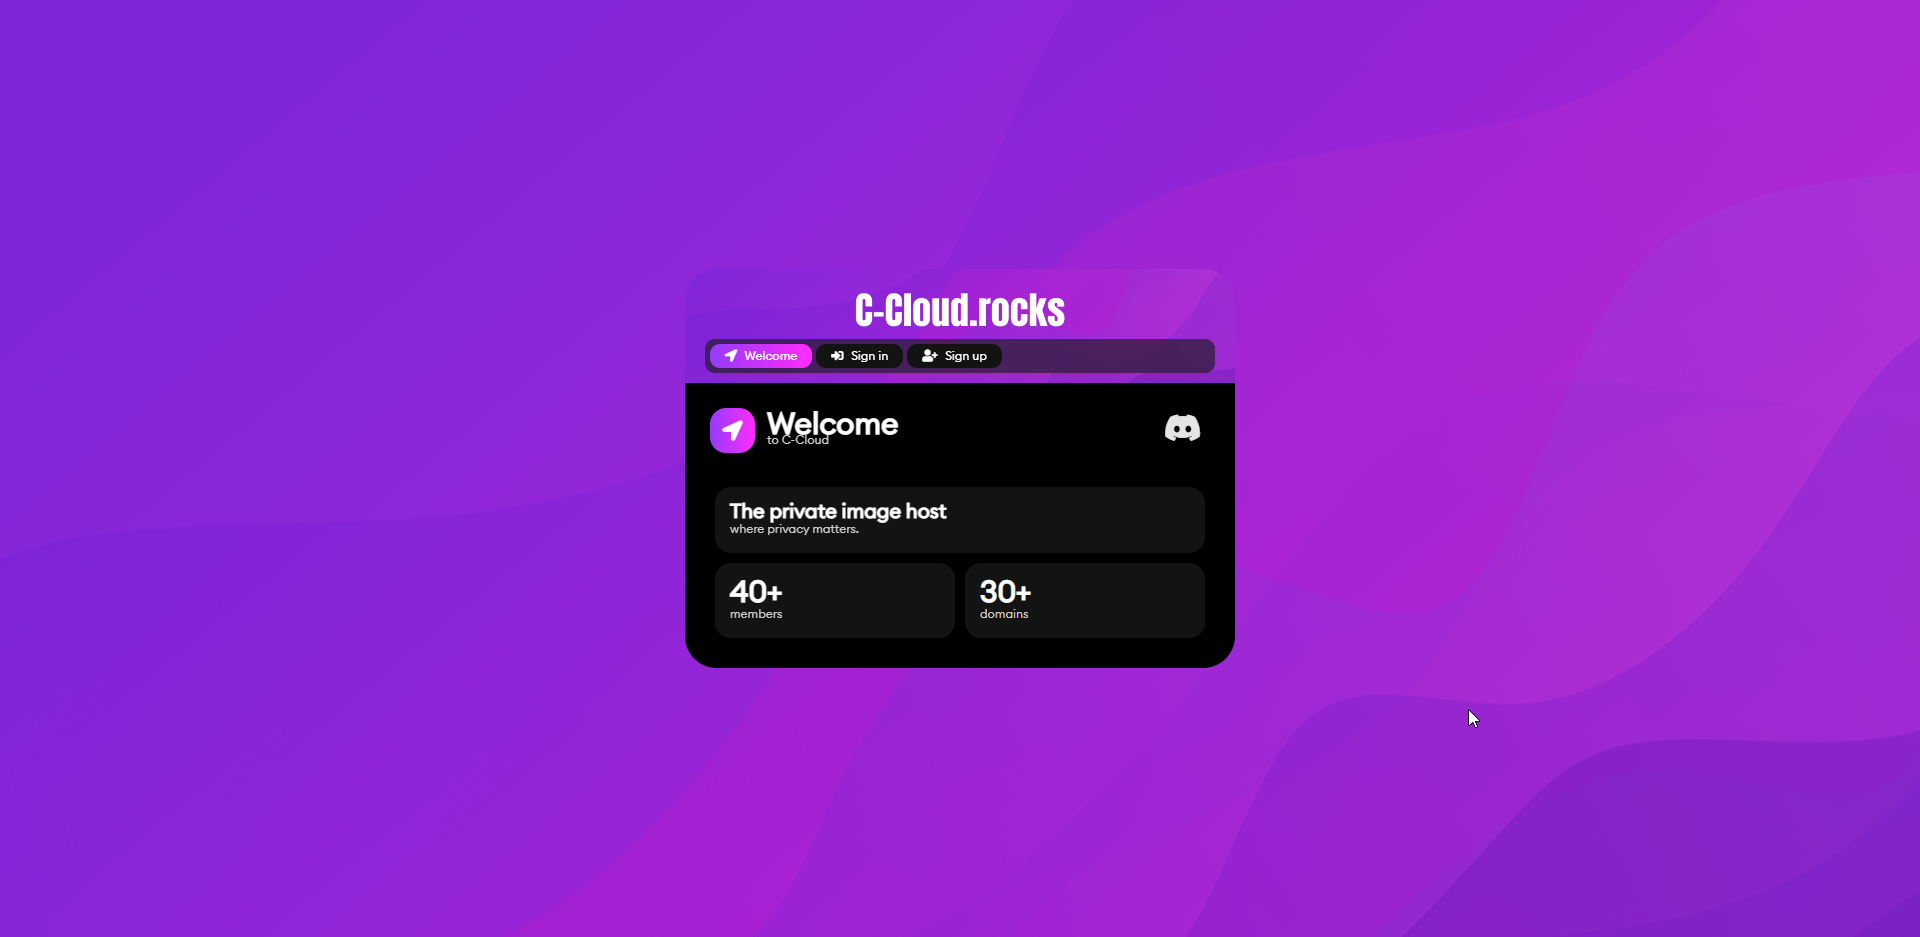 C-Cloud.rocks
Welcome Sign in Sign up
Welcome
to C-Cloud
The private image host
where privacy matters.
40+ 30+
members domains